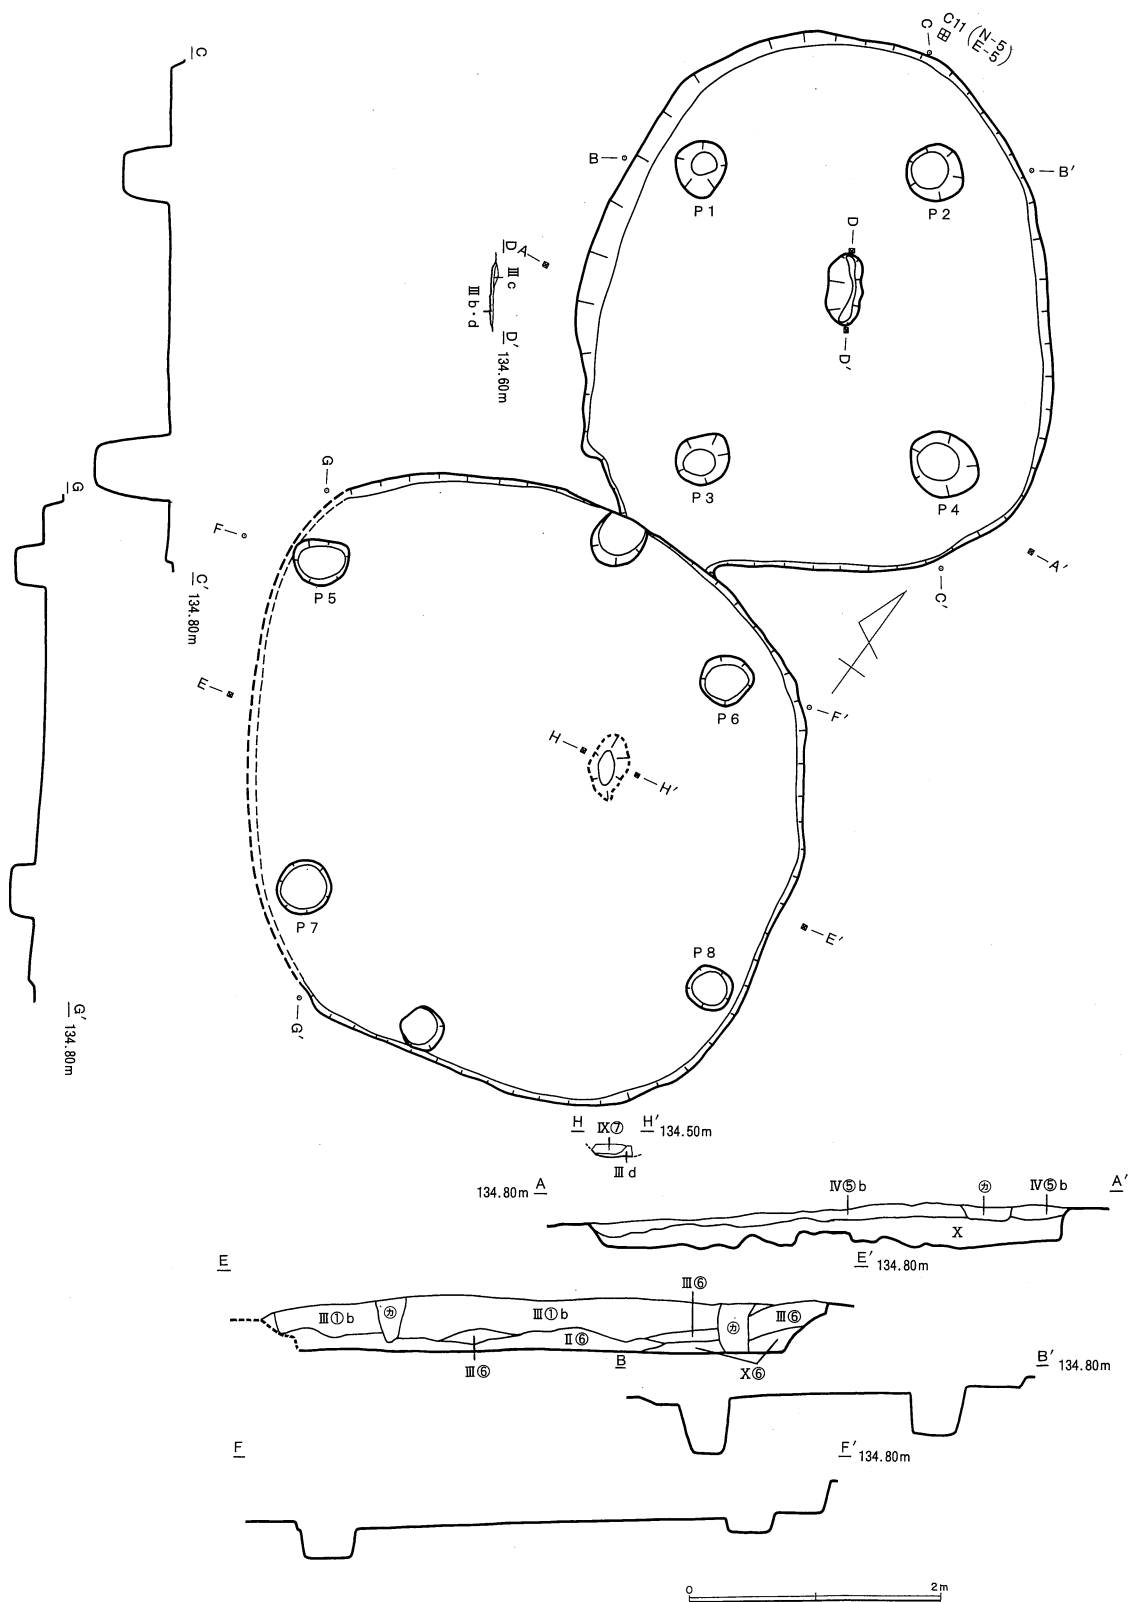 C
C11 (N-5
E-5)
C
B
B′
P1
P2
D
A
D
Ⅲc
Ⅲb・d
D′ 134.60m
D′
G
P3
P4
G
F
A′
P5
C′
C′ 134.80m
E
P6
F′
H
H′
P7
E′
P8
G′ 134.80m
G′
H
Ⅸ⑦
H′ 134.50m
Ⅲd
134.80m A
Ⅳ⑤b
㋕
Ⅳ⑤b
A′
X
E
E′ 134.80m
Ⅲ⑥
Ⅲ①b
㋕
Ⅲ①b
㋕
Ⅲ⑥
Ⅱ⑥
Ⅲ⑥
B
X⑥
B′ 134.80m
F
F′ 134.80m
0
2m